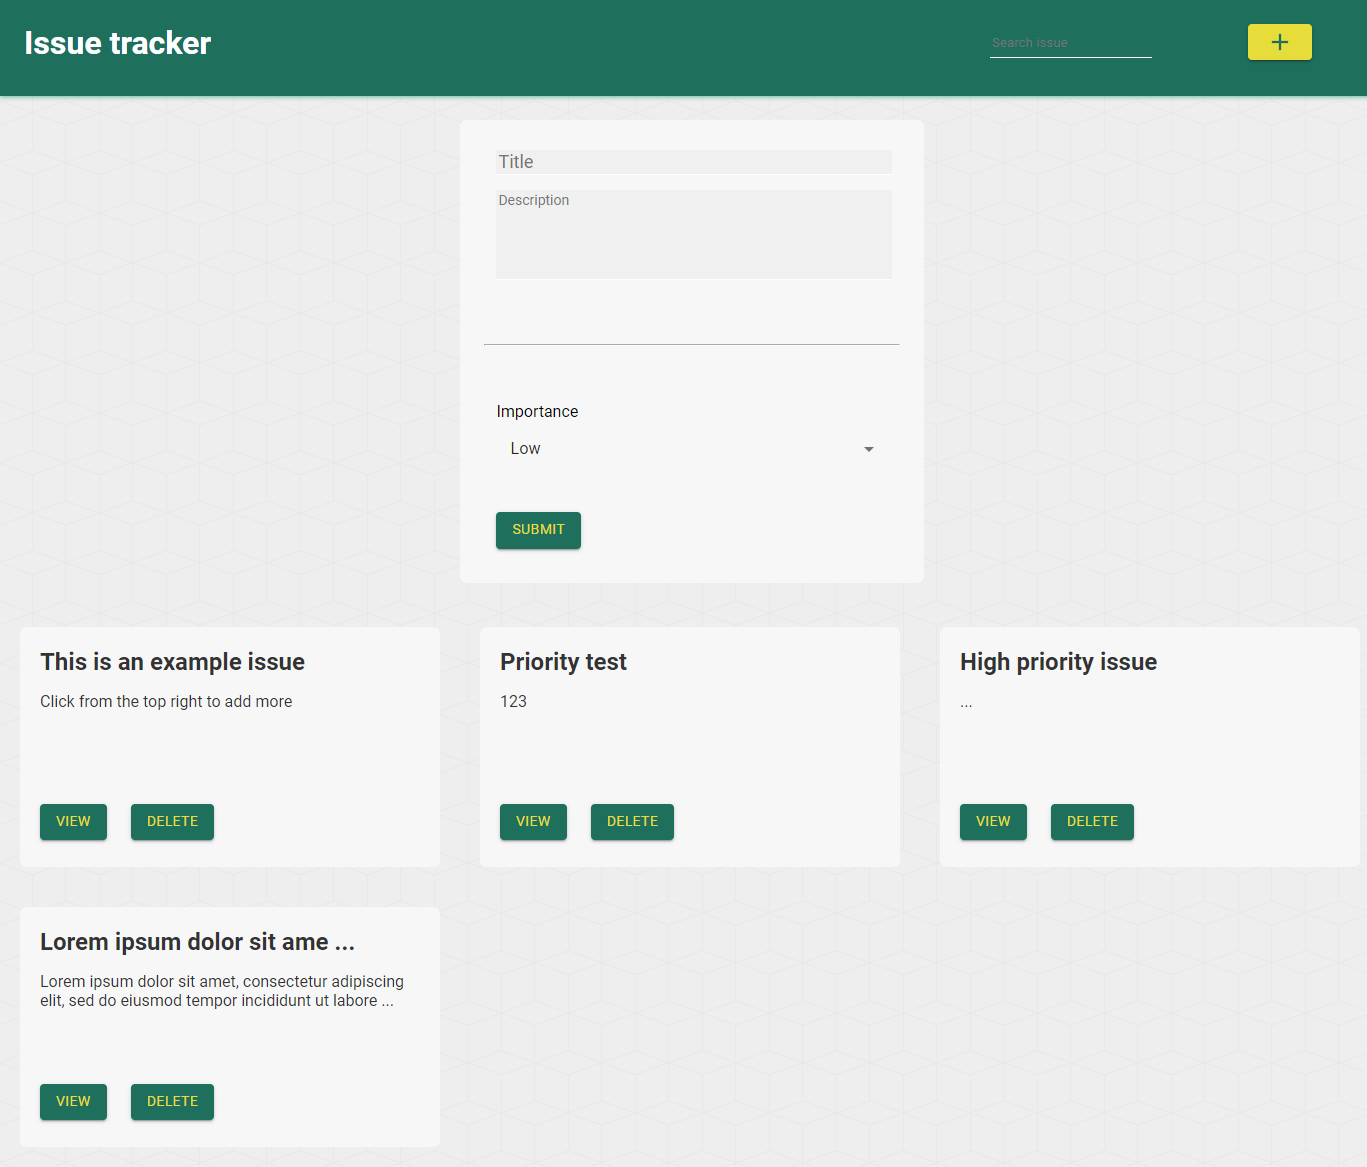 Issue tracker
Search issue
+
Title
Description
Importance
Low
SUBMIT
This is an example issue
Click from the top right to add more
VIEW DELETE
Priority test
123
VIEW DELETE
High priority issue
...
VIEW DELETE
Lorem ipsum dolor sit ame ...
Lorem ipsum dolor sit amet, consectetur adipiscing
elit, sed do eiusmod tempor incididunt ut labore ...
VIEW DELETE